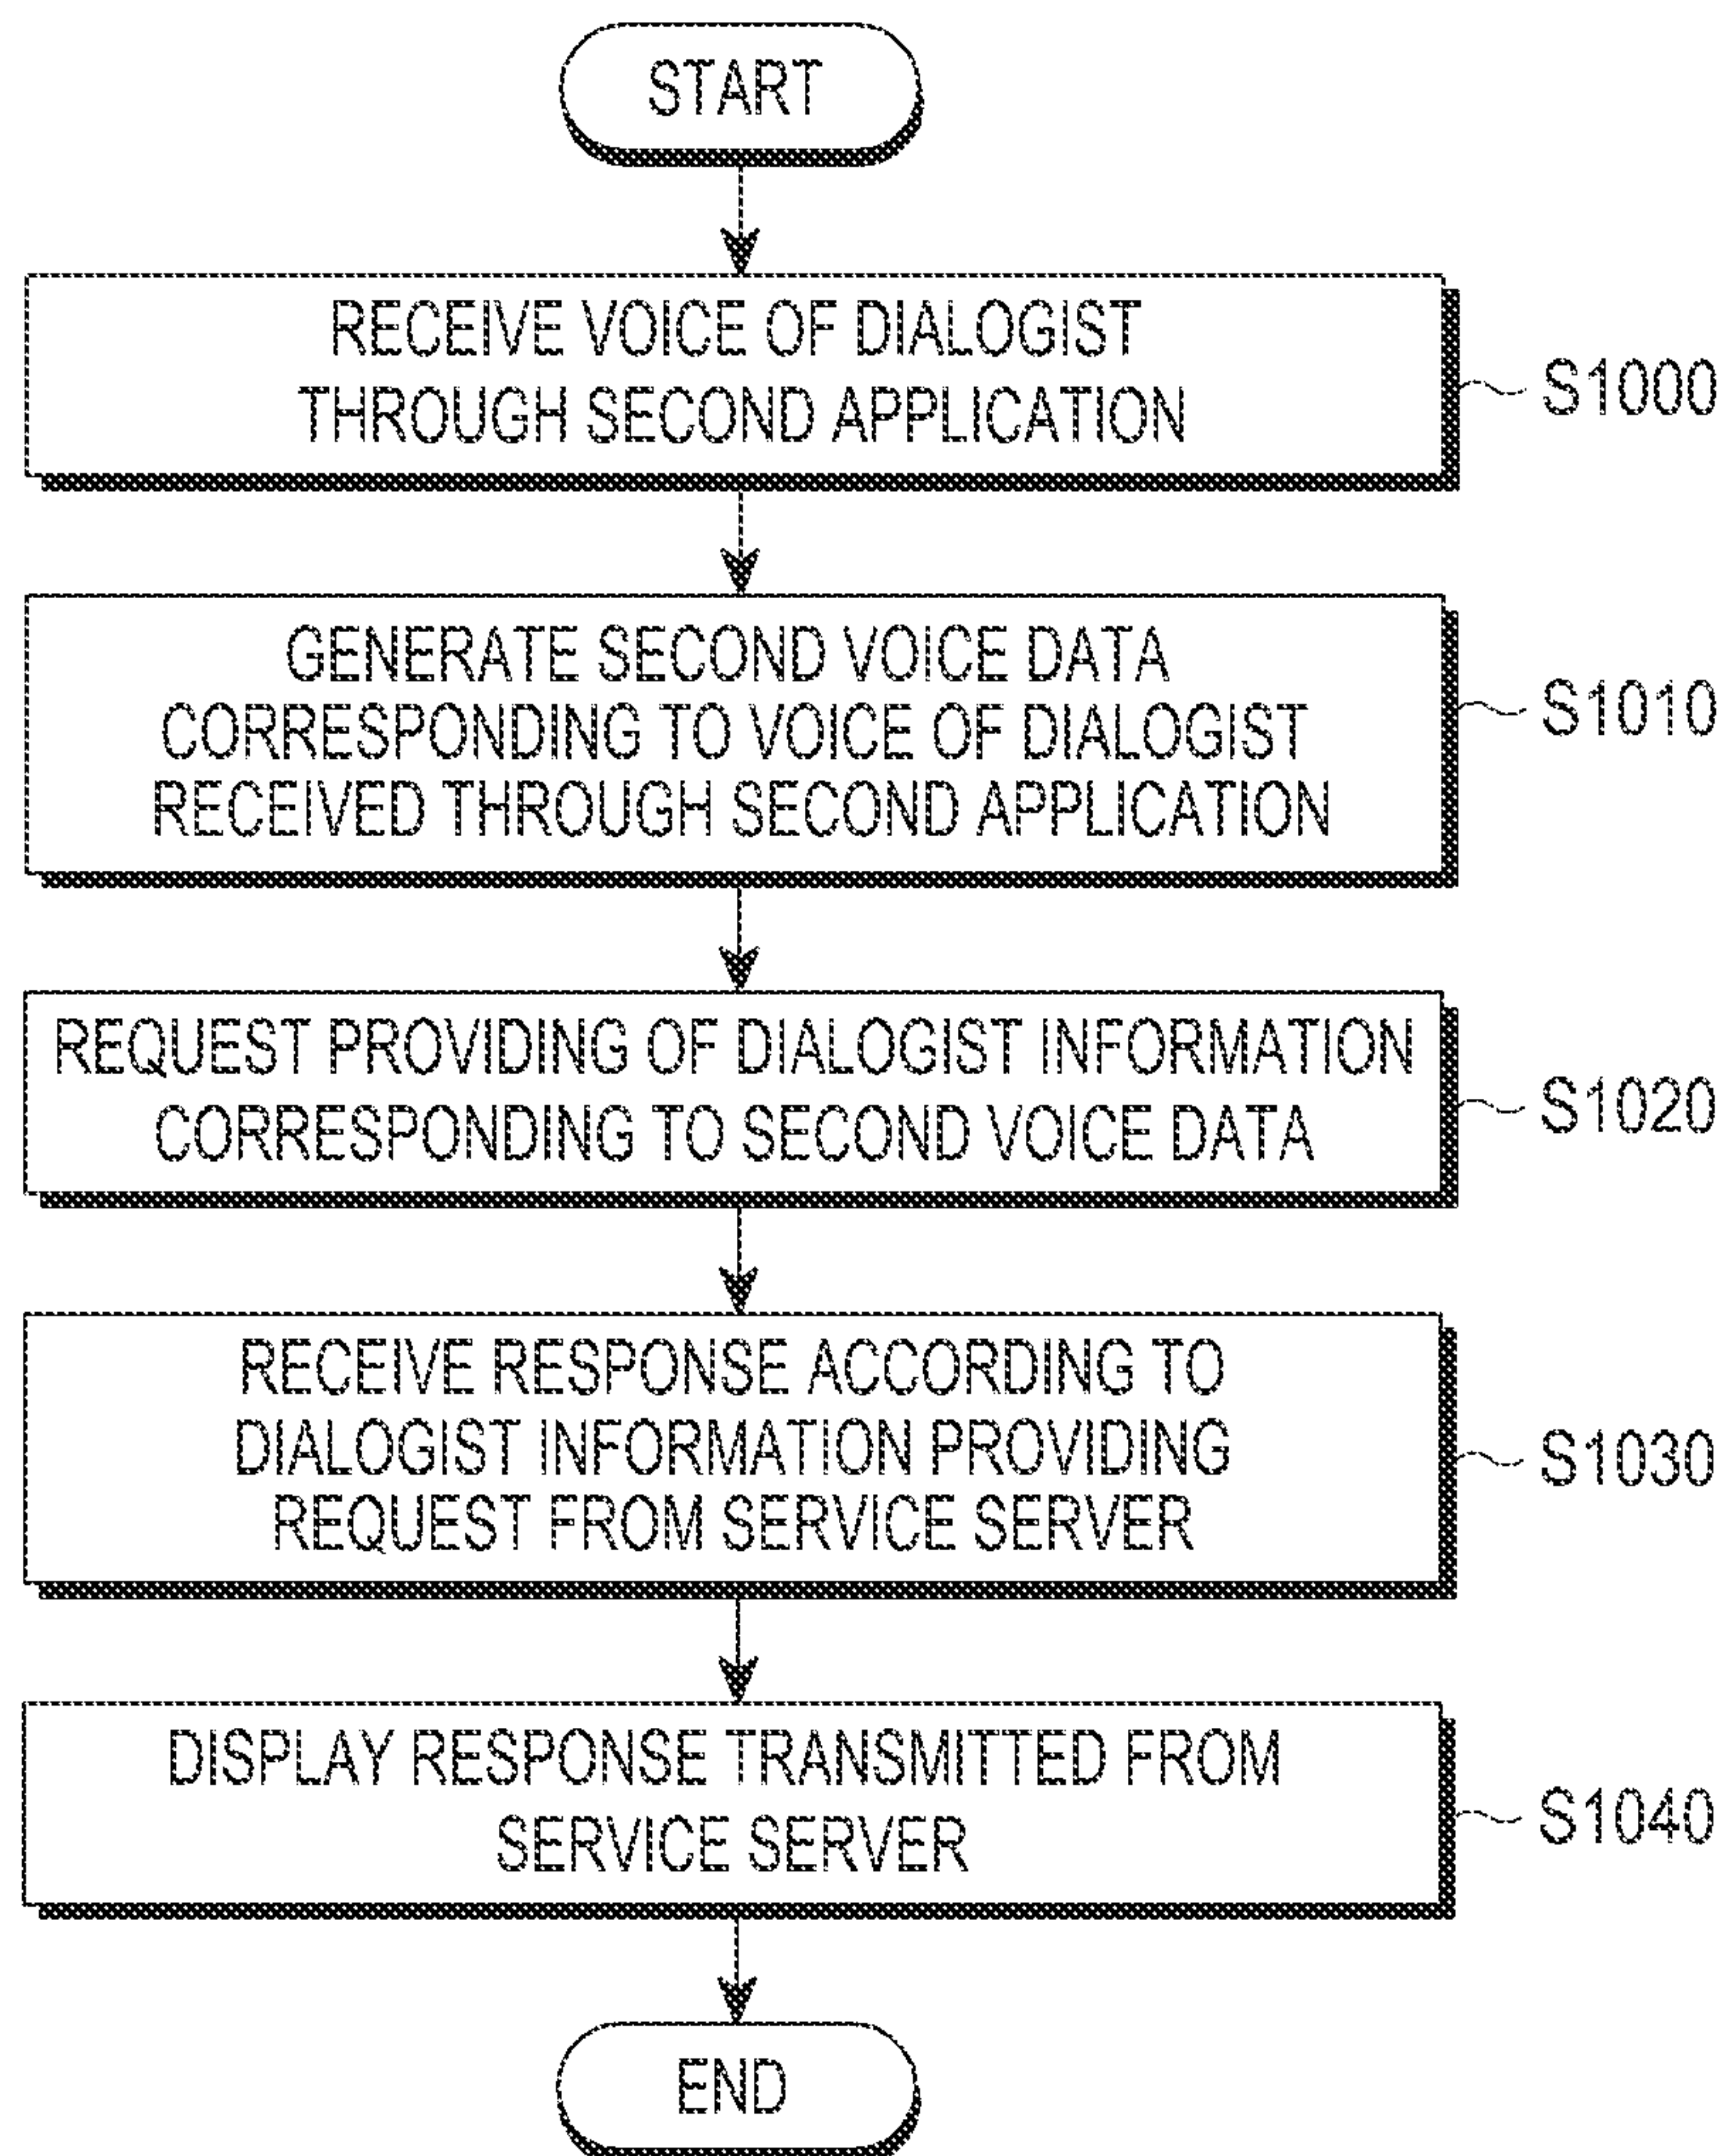 START
RECEIVE VOICE OF DIALOGIST
THROUGH SECOND APPLICATION
S1000
GENERATE SECOND VOICE DATA
CORRESPONDING TO VOICE OF DIALOGIST
RECEIVED THROUGH SECOND APPLICATION
S1010
REQUEST PROVIDING OF DIALOGIST INFORMATION
CORRESPONDING TO SECOND VOICE DATA
S1020
RECEIVE RESPONSE ACCORDING TO
DIALOGIST INFORMATION PROVIDING
REQUEST FROM SERVICE SERVER
S1030
DISPLAY RESPONSE TRANSMITTED FROM
SERVICE SERVER
S1040
END